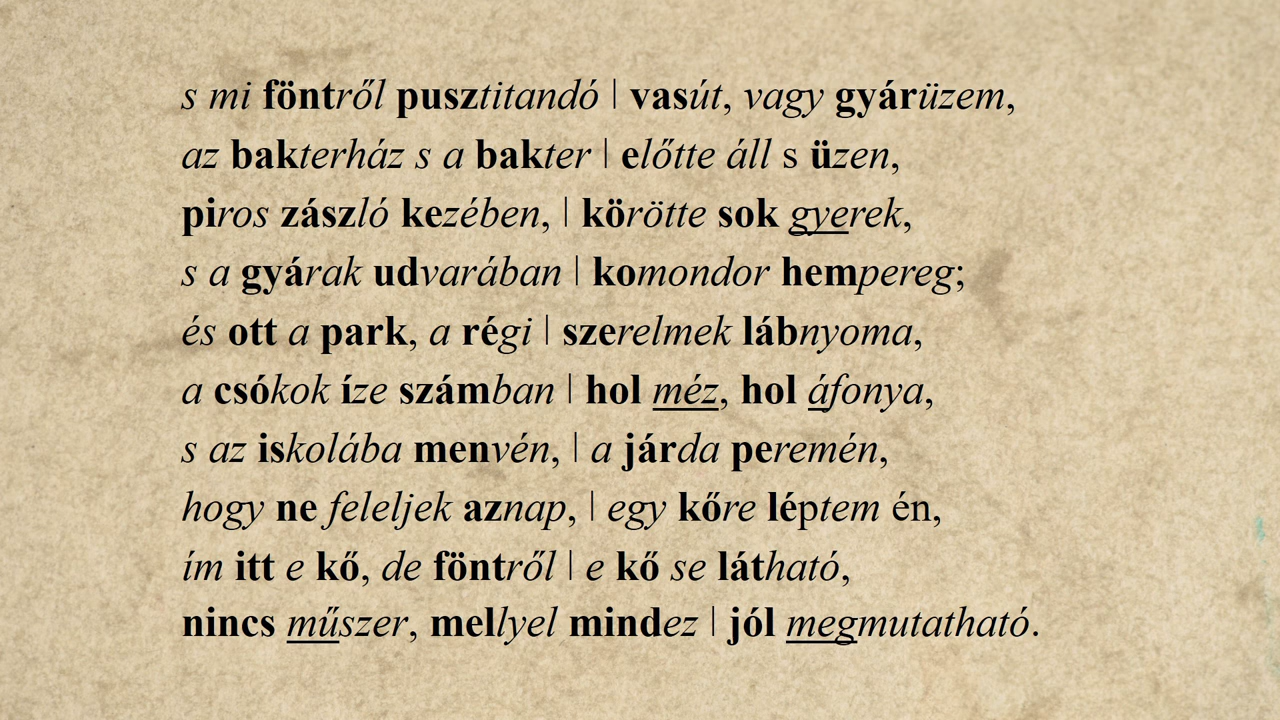 s mi föntről pusztitandó | vasút, vagy gyárüzem,
az bakterház s a bakter | előtte áll s üzen,
piros zászló kezében, | körötte sok gyerek,
s a gyárak udvarában | komondor hempereg;
és ott a park, a régi | szerelmek lábnyoma,
a csókok íze számban | hol méz, hol áfonya,
s az iskolába menvén, | a járda peremén,
hogy ne feleljek aznap, | egy kőre léptem én,
ím itt e kő, de föntről | e kő se látható,
nincs műszer, mellyel mindez | jól megmutatható.